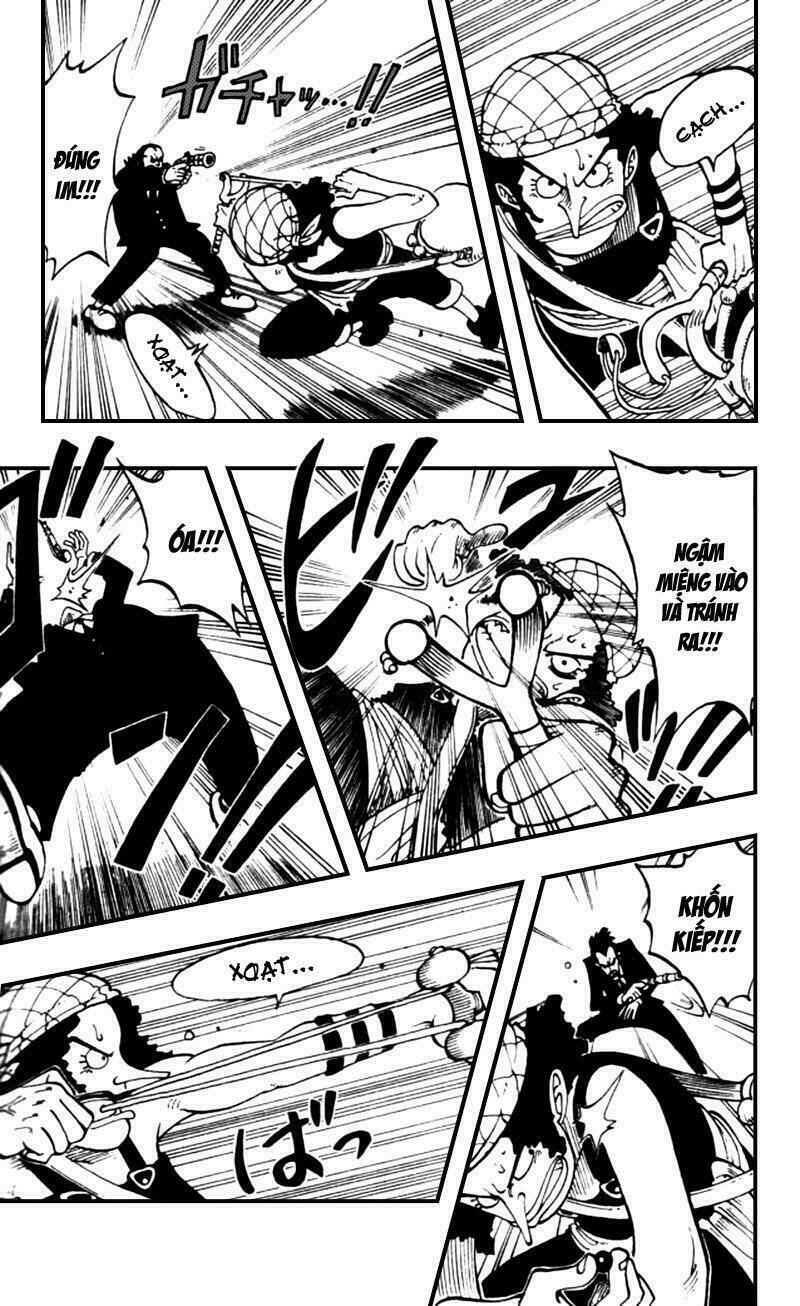 CẠCH...
ガチャッ...!!
ĐÚNG
IM!!!
XOẠT...
NGẬM
MIỆNG VÀO
VÀ TRÁNH
RA!!!
ÓA!!!
KHỐN
KIẾP!!!
XOẠT...
ばっ